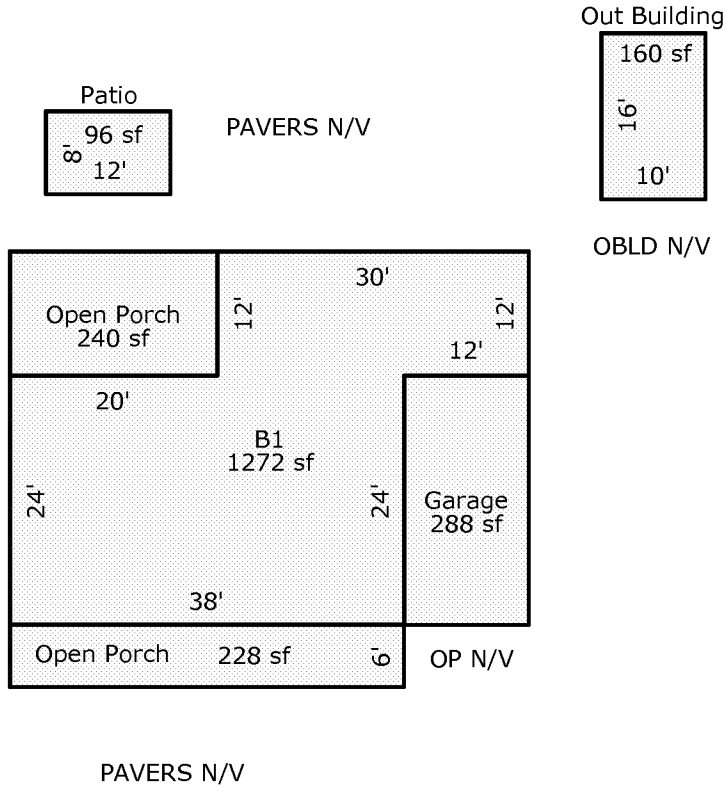 Out Building
160 sf
16'
10'
OBLD N/V
Patio
96 sf
8'
12'
PAVERS N/V
30'
12'
12'
12'
Open Porch
240 sf
20'
B1
1272 sf
24'
24'
38'
Garage
288 sf
Open Porch 228 sf
6'
OP N/V
PAVERS N/V